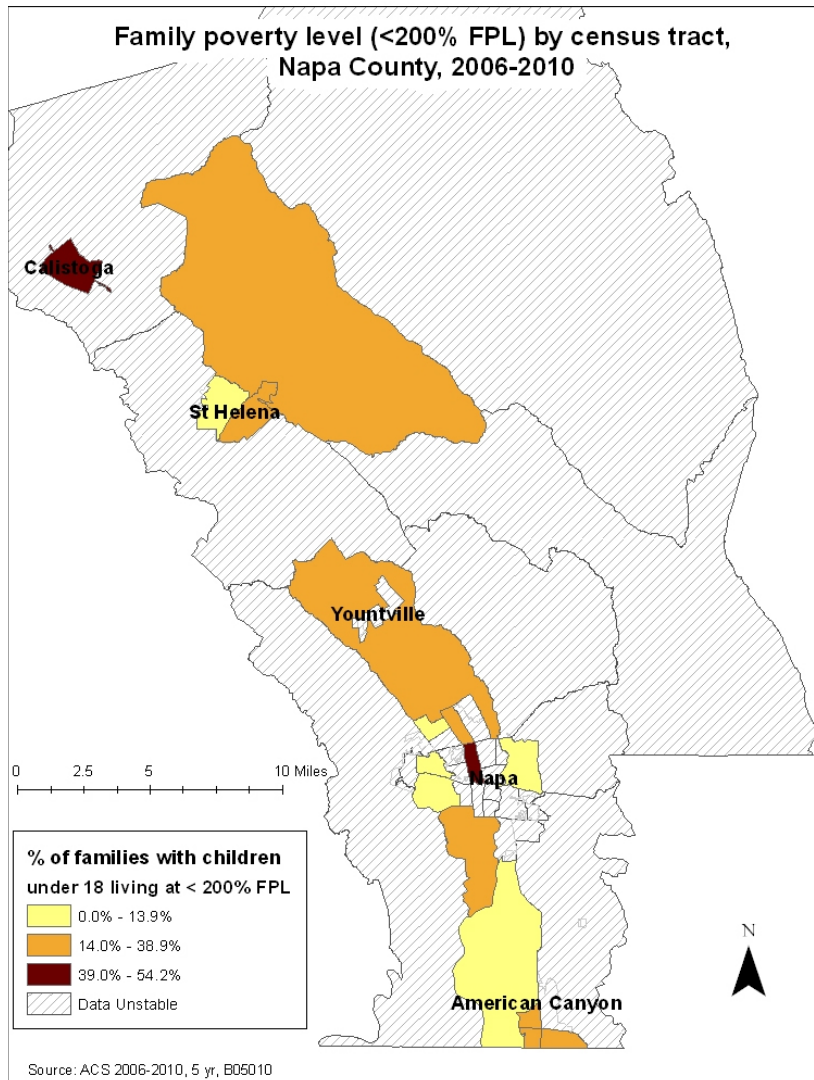 Family poverty level (<200% FPL) by census tract,
Napa County, 2006-2010
Calistoga
St Helena
Yountville
Napa
0 2.5 5 10 Miles
American Canyon
N
% of families with children
under 18 living at < 200% FPL
0.0% - 13.9%
14.0% - 38.9%
39.0% - 54.2%
Data Unstable
Source: ACS 2006-2010, 5 yr, B05010